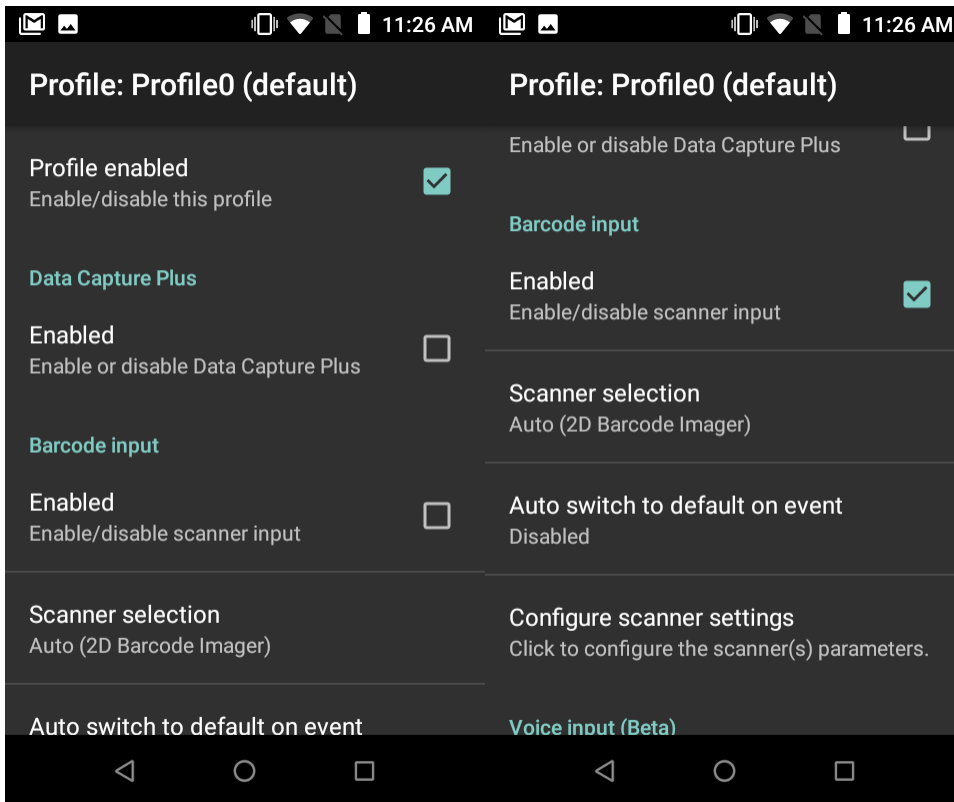 11:26 AM
Profile: Profile0 (default)
Profile enabled
Enable/disable this profile
Data Capture Plus
Enabled
Enable or disable Data Capture Plus
Barcode input
Enabled
Enable/disable scanner input
Scanner selection
Auto (2D Barcode Imager)
Auto switch to default on event
11:26 AM
Profile: Profile0 (default)
Enable or disable Data Capture Plus
Barcode input
Enabled
Enable/disable scanner input
Scanner selection
Auto (2D Barcode Imager)
Auto switch to default on event
Disabled
Configure scanner settings
Click to configure the scanner(s) parameters.
Voice input (Beta)